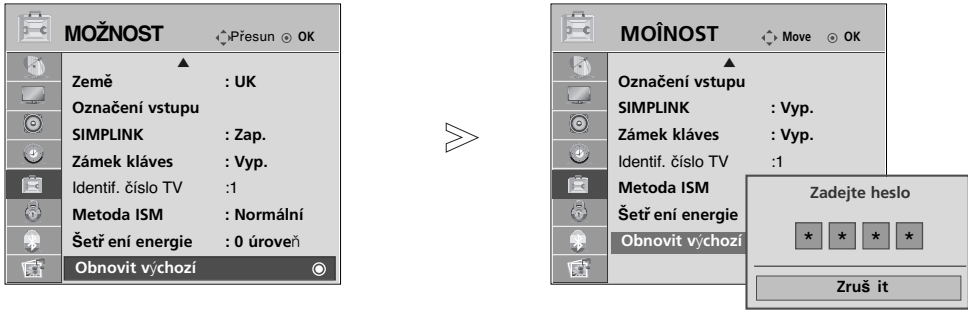 MOŽNOST Přesun OK
Země : UK
Označení vstupu
SIMPLINK : Zap.
Zámek kláves : Vyp.
Identif. číslo TV :1
Metoda ISM : Normální
Šetř ení energie : 0 úroveň
Obnovit výchozí
MOÎNOST Move OK
Označení vstupu
SIMPLINK : Vyp.
Zámek kláves : Vyp.
Identif. číslo TV :1
Metoda ISM
Šetř ení energie
Obnovit výchozí
Zadejte heslo
* * * *
Zruš it